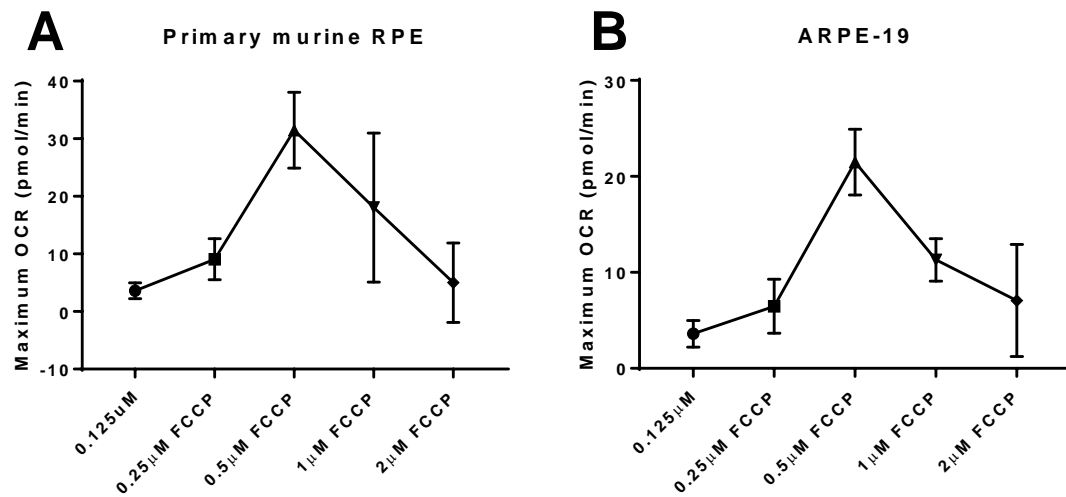 A
Primary murine RPE
Maximum OCR (pmol/min)
40
30
20
10
0
-10
0.125uM
0.25μM FCCP
0.5μM FCCP
1μM FCCP
2μM FCCP
B
ARPE-19
Maximum OCR (pmol/min)
30
20
10
0
0.125μM
0.25μM FCCP
0.5μM FCCP
1μM FCCP
2μM FCCP